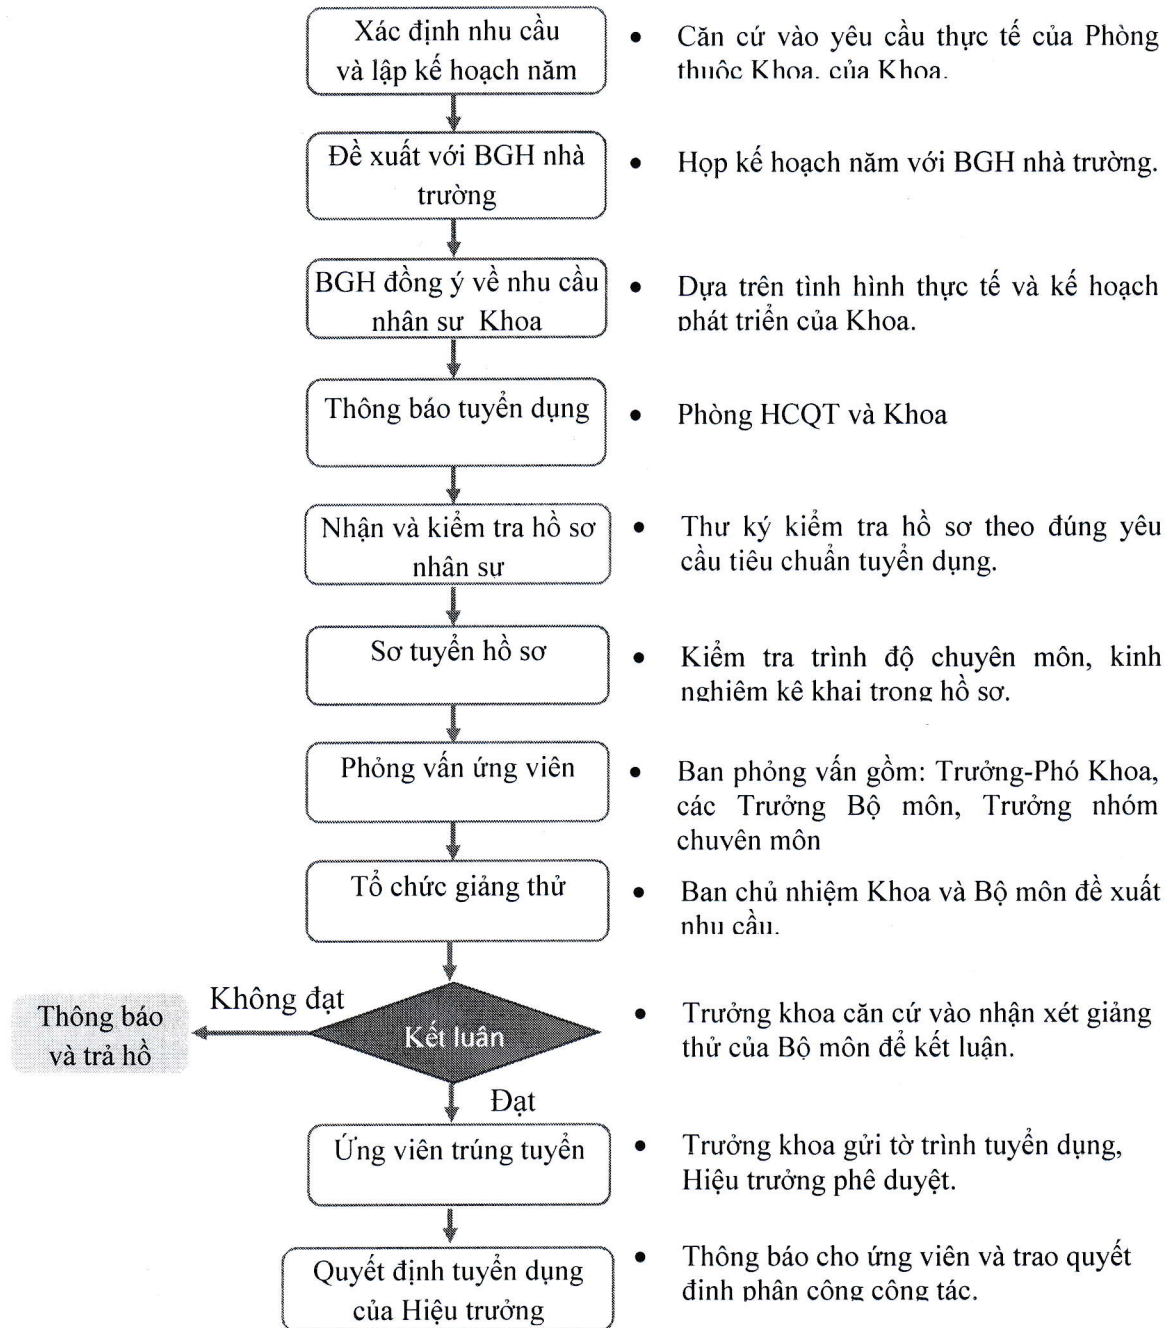 Xác định nhu cầu
và lập kế hoạch năm
• Căn cứ vào yêu cầu thực tế của Phòng
thuộc Khoa, của Khoa.
Đề xuất với BGH nhà
trường
• Họp kế hoạch năm với BGH nhà trường.
BGH đồng ý về nhu cầu
nhân sự Khoa
• Dựa trên tình hình thực tế và kế hoạch
phát triển của Khoa.
Thông báo tuyển dụng
• Phòng HCQT và Khoa
Nhận và kiểm tra hồ sơ
nhân sự
• Thư ký kiểm tra hồ sơ theo đúng yêu
cầu tiêu chuẩn tuyển dụng.
Sơ tuyển hồ sơ
• Kiểm tra trình độ chuyên môn, kinh
nghiệm kê khai trong hồ sơ.
Phỏng vấn ứng viên
• Ban phỏng vấn gồm: Trưởng-Phó Khoa,
các Trưởng Bộ môn, Trưởng nhóm
chuyên môn
Tổ chức giảng thử
• Ban chủ nhiệm Khoa và Bộ môn đề xuất
nhu cầu.
Không đạt
Thông báo
và trả hồ
Kết luận
• Trưởng khoa căn cứ vào nhận xét giảng
thử của Bộ môn để kết luận.
Đạt
Ứng viên trúng tuyển
• Trưởng khoa gửi tờ trình tuyển dụng,
Hiệu trưởng phê duyệt.
Quyết định tuyển dụng
của Hiệu trưởng
• Thông báo cho ứng viên và trao quyết
định phân công công tác.